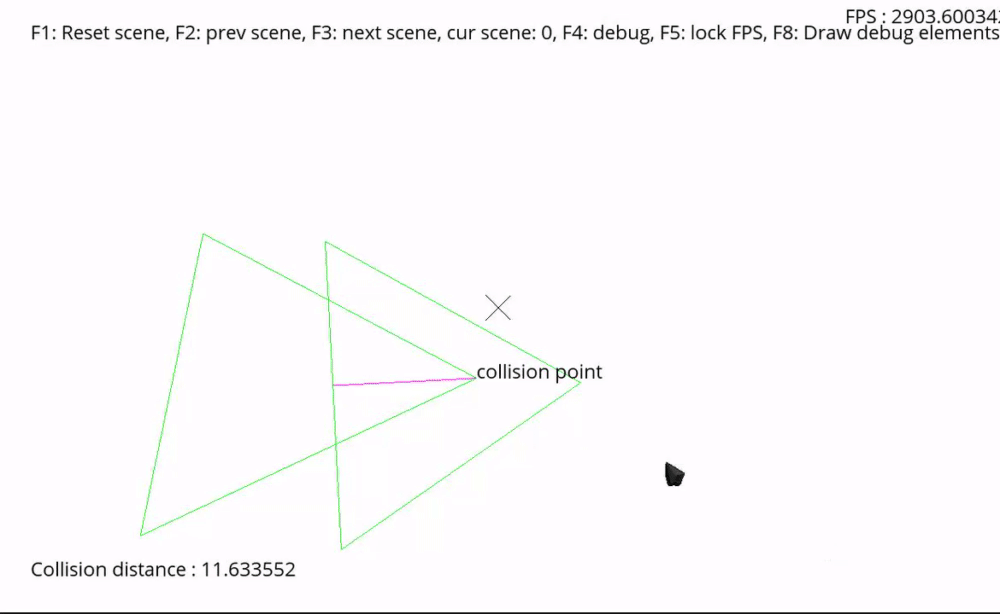 FPS : 2903.600342
F1: Reset scene, F2: prev scene, F3: next scene, cur scene: 0, F4: debug, F5: lock FPS, F8: Draw debug elements
collision point
Collision distance : 11.633552